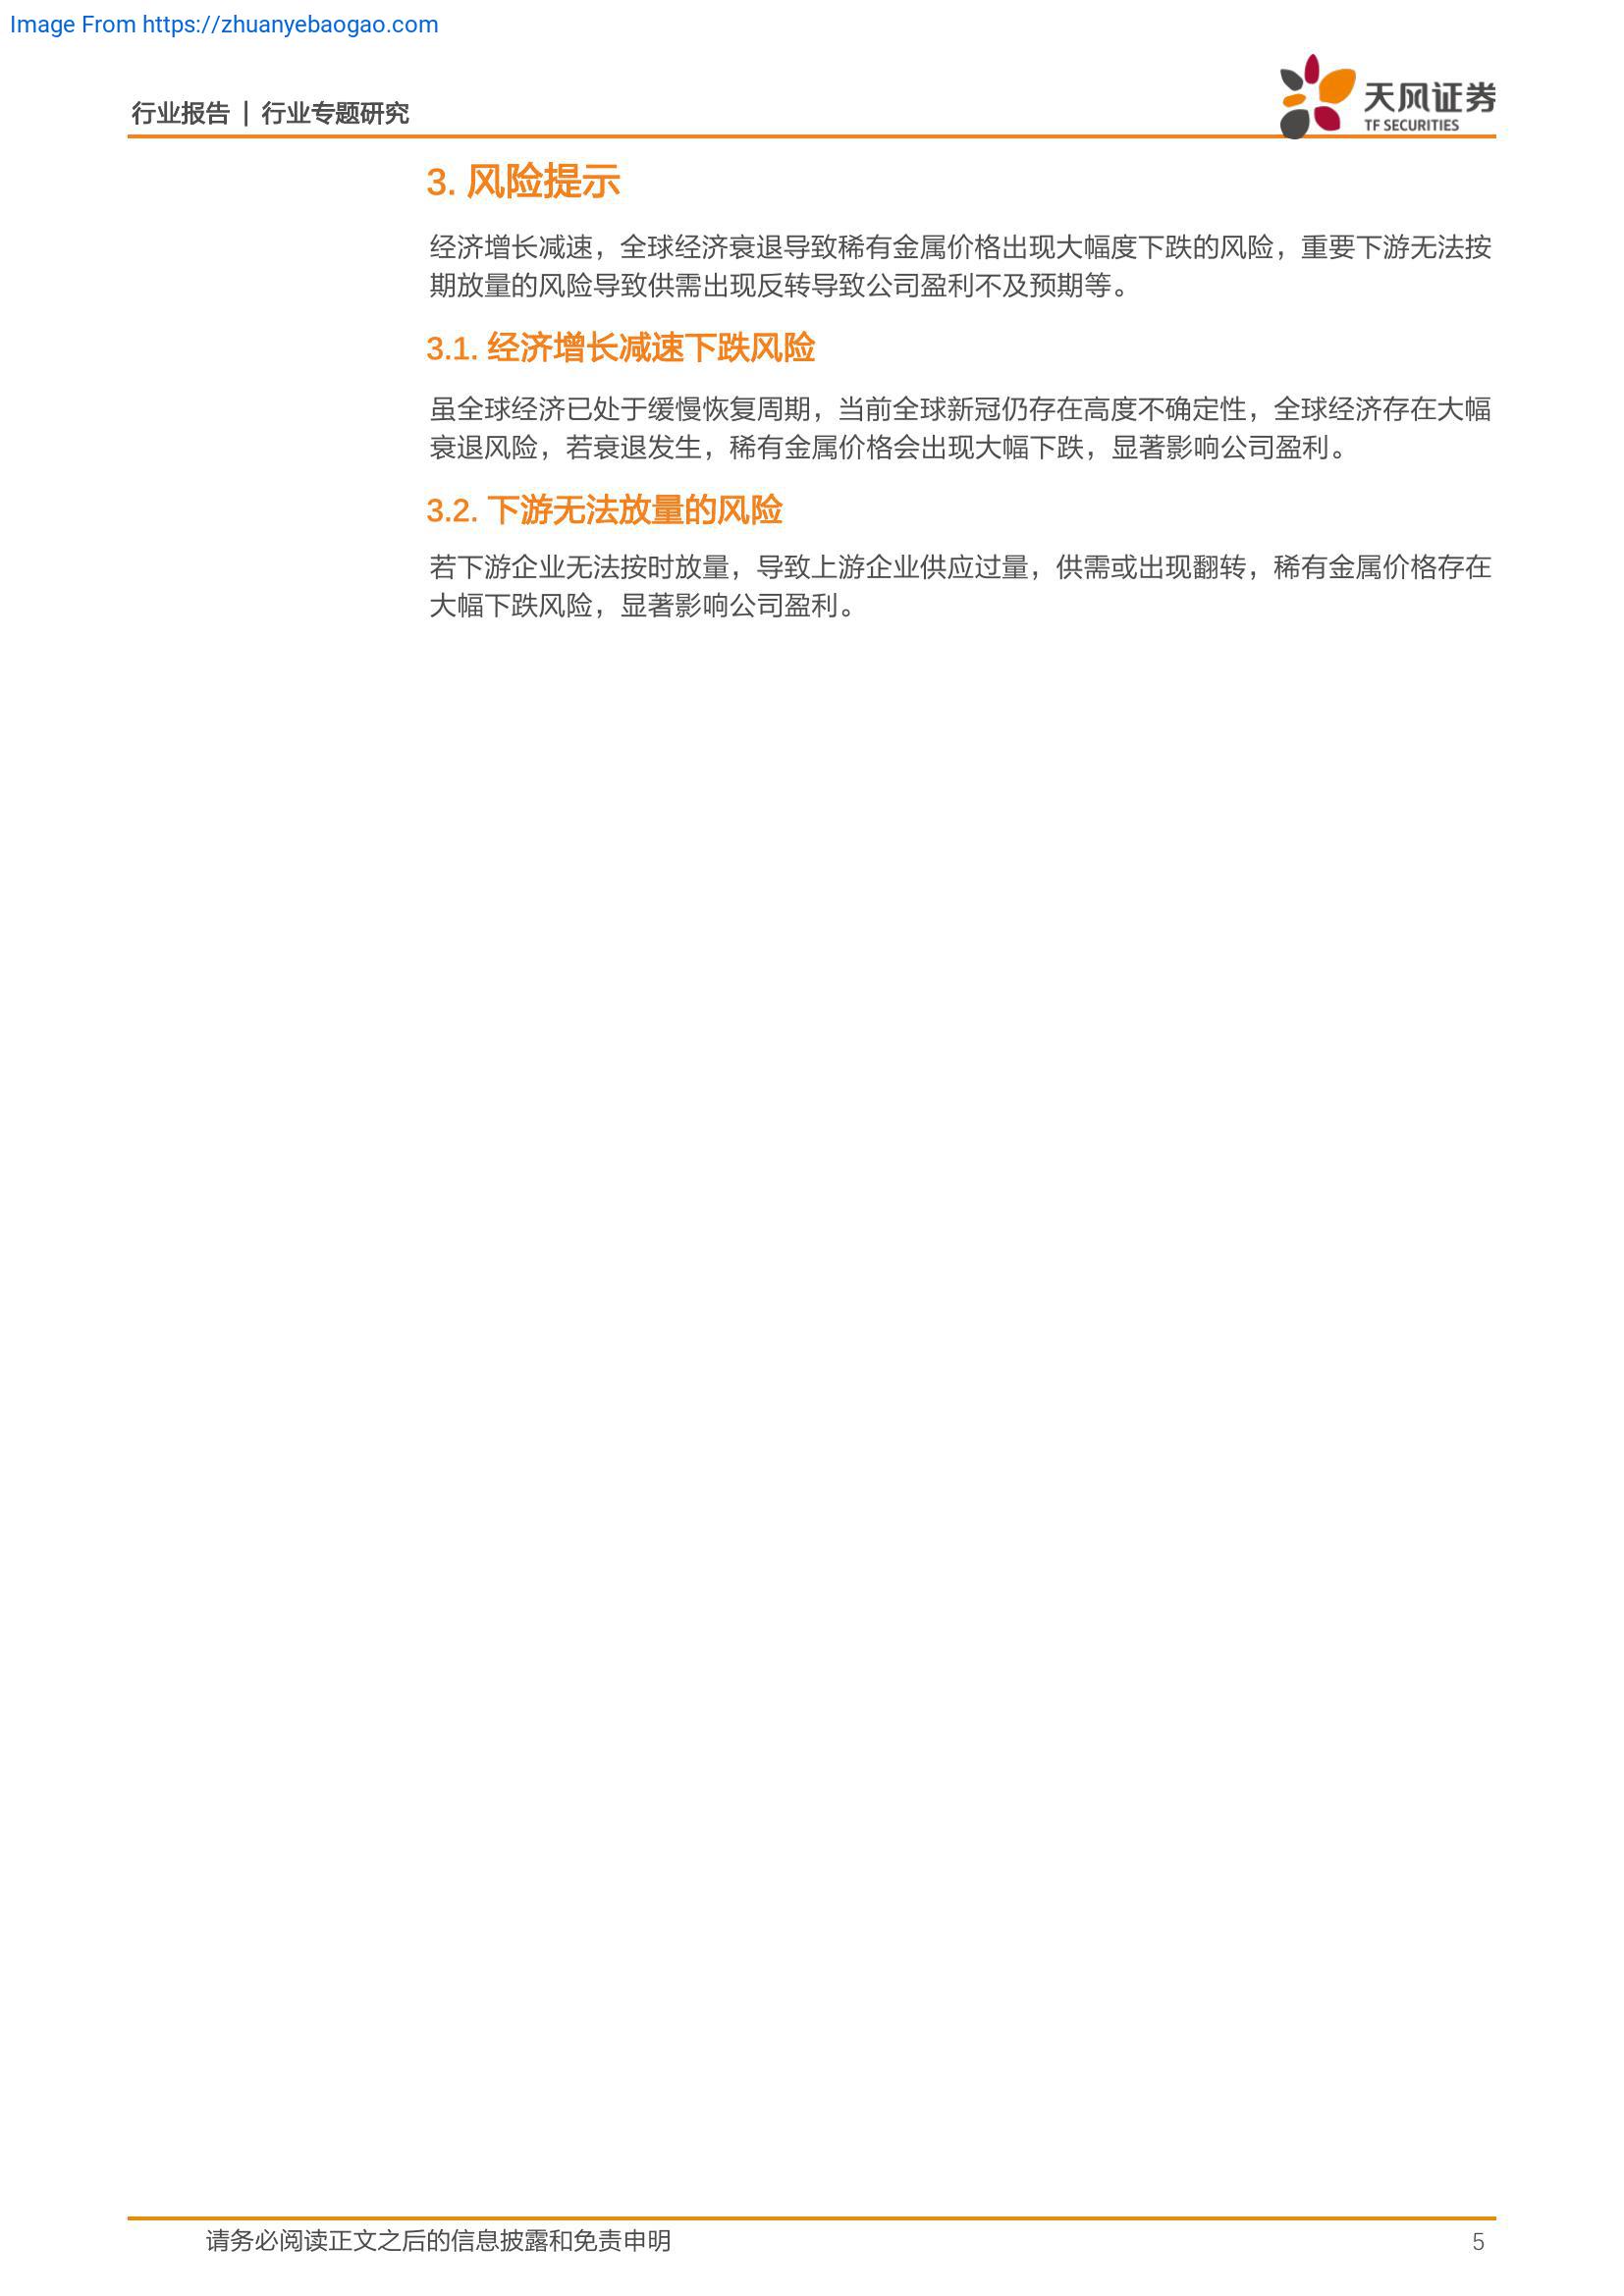 Image From https://zhuanyebaogao.com
行业报告 | 行业专题研究
天风证券
TF SECURITIES
3. 风险提示
经济增长减速，全球经济衰退导致稀有金属价格出现大幅度下跌的风险，重要下游无法按
期放量的风险导致供需出现反转导致公司盈利不及预期等。
3.1. 经济增长减速下跌风险
虽全球经济已处于缓慢恢复周期，当前全球新冠仍存在高度不确定性，全球经济存在大幅
衰退风险，若衰退发生，稀有金属价格会出现大幅下跌，显著影响公司盈利。
3.2. 下游无法放量的风险
若下游企业无法按时放量，导致上游企业供应过量，供需或出现翻转，稀有金属价格存在
大幅下跌风险，显著影响公司盈利。
请务必阅读正文之后的信息披露和免责申明
5